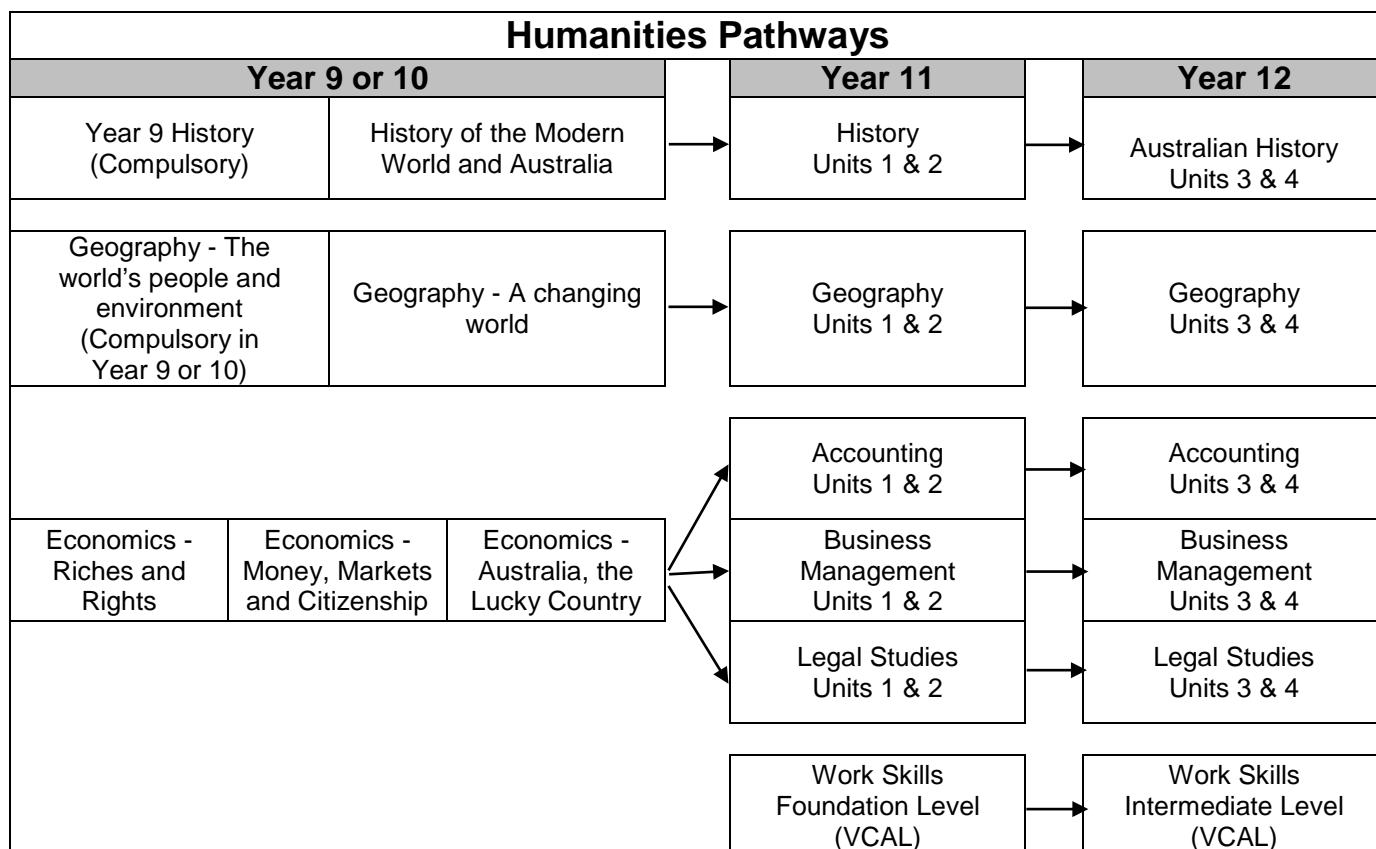 Humanities Pathways
Year 9 or 10
Year 11
Year 12
Year 9 History
(Compulsory)
History of the Modern
World and Australia
History
Units 1 & 2
Australian History
Units 3 & 4
Geography - The
world’s people and
environment
(Compulsory in
Year 9 or 10)
Geography - A changing
world
Geography
Units 1 & 2
Geography
Units 3 & 4
Accounting
Units 1 & 2
Accounting
Units 3 & 4
Economics -
Riches and
Rights
Economics -
Money, Markets
and Citizenship
Economics -
Australia, the
Lucky Country
Business
Management
Units 1 & 2
Business
Management
Units 3 & 4
Legal Studies
Units 1 & 2
Legal Studies
Units 3 & 4
Work Skills
Foundation Level
(VCAL)
Work Skills
Intermediate Level
(VCAL)